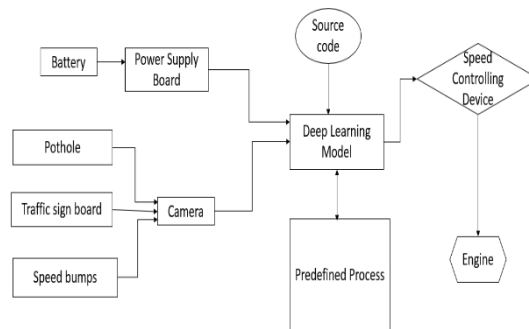 Source
code
Speed
Controlling
Device
Battery
Power Supply
Board
Deep Learning
Model
Pothole
Traffic sign board
Camera
Speed bumps
Predefined Process
Engine